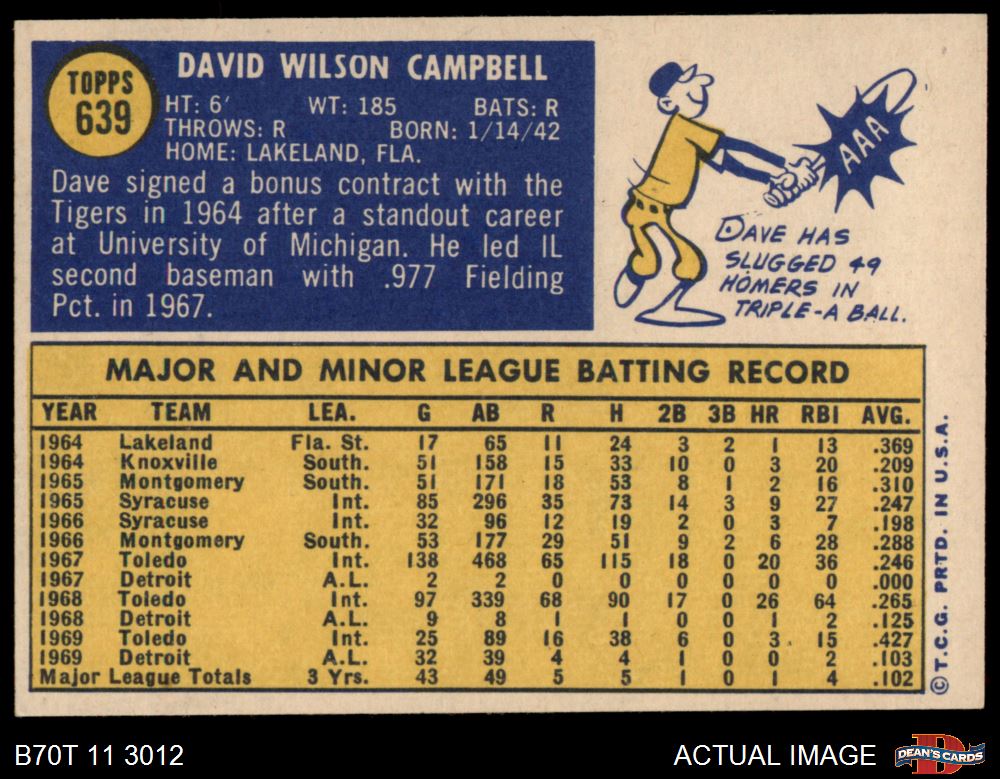 TOPPS
639
DAVID WILSON CAMPBELL
HT: 6' WT: 185 BATS: R
THROWS: R BORN: 1/14/42
HOME: LAKELAND, FLA.
Dave signed a bonus contract with the
Tigers in 1964 after a standout career
at University of Michigan. He led IL
second baseman with .977 Fielding
Pct. in 1967.
AAA
DAVE HAS
SLUGGED 49
HOMERS IN
TRIPLE-A BALL.
MAJOR AND MINOR LEAGUE BATTING RECORD
YEAR TEAM LEA. G AB R H 2B 3B HR RBI AVG.
1964 Lakeland Fla. St. 17 65 11 24 3 2 1 13 .369
1964 Knoxville South. 51 158 15 33 10 0 3 20 .209
1965 Montgomery South. 51 171 18 53 8 1 2 16 .310
1965 Syracuse Int. 85 296 35 73 14 3 9 27 .247
1966 Syracuse Int. 32 96 12 19 2 0 3 7 .198
1966 Montgomery South. 53 177 29 51 9 2 6 28 .288
1967 Toledo Int. 138 468 65 115 18 0 20 36 .246
1967 Detroit A.L. 2 2 0 0 0 0 0 0 .000
1968 Toledo Int. 97 339 68 90 17 0 26 64 .265
1968 Detroit A.L. 9 8 1 1 0 0 1 2 .125
1969 Toledo Int. 25 89 16 38 6 0 3 15 .427
1969 Detroit A.L. 32 39 4 4 1 0 0 2 .103
Major League Totals 3 Yrs. 43 49 5 5 1 0 1 4 .102
© T.C.G. PRTD. IN U.S.A.
B70T 11 3012 ACTUAL IMAGE
DEAN'S CARDS